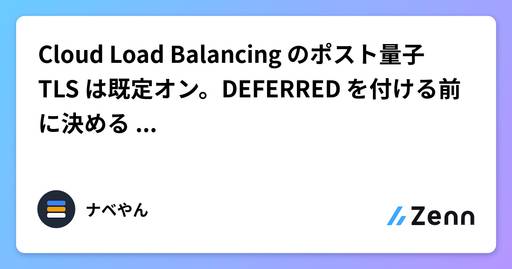 Cloud Load Balancing のポスト量子
TLS は既定オン。DEFERRED を付ける前
に決める ...
ナベやん
Zenn